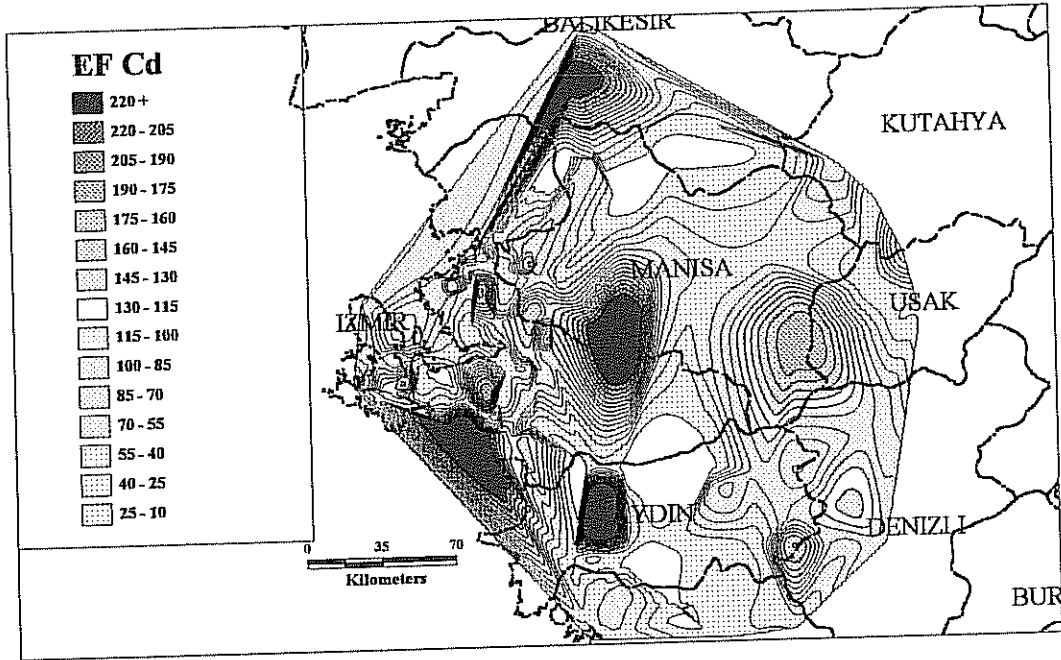 EF Cd
220 +
220 - 205
205 - 190
190 - 175
175 - 160
160 - 145
145 - 130
130 - 115
115 - 100
100 - 85
85 - 70
70 - 55
55 - 40
40 - 25
25 - 10
BALIKESIR
KUTAHYA
MANISA
USAK
IZMIR
YDIN
DENIZLI
BUR
0 35 70
Kilometers